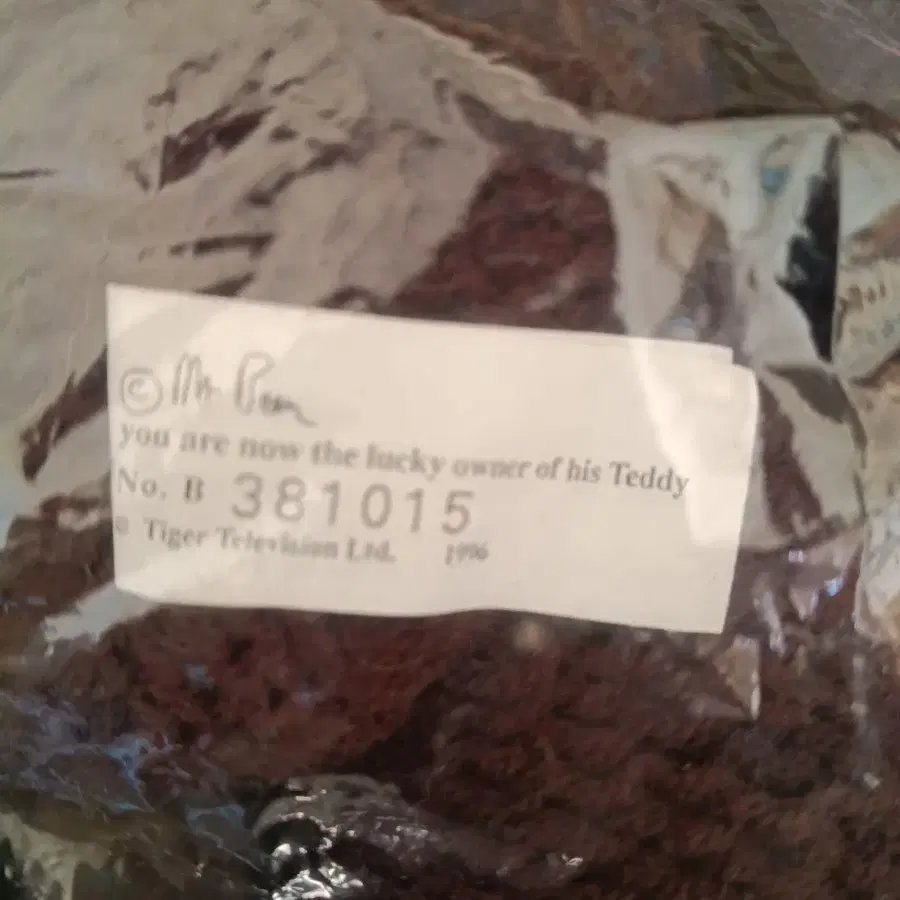 © Mr Bean
you are now the lucky owner of his Teddy
No. B 381015
© Tiger Television Ltd. 1996